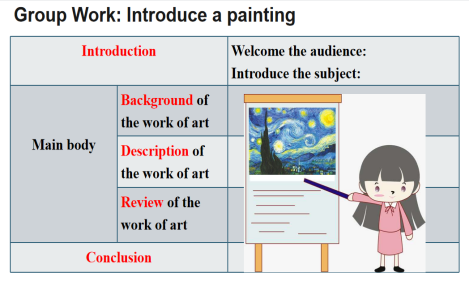 Group Work: Introduce a painting
Introduction
Welcome the audience:
Introduce the subject:
Main body
Background of
the work of art
Description of
the work of art
Review of the
work of art
Conclusion